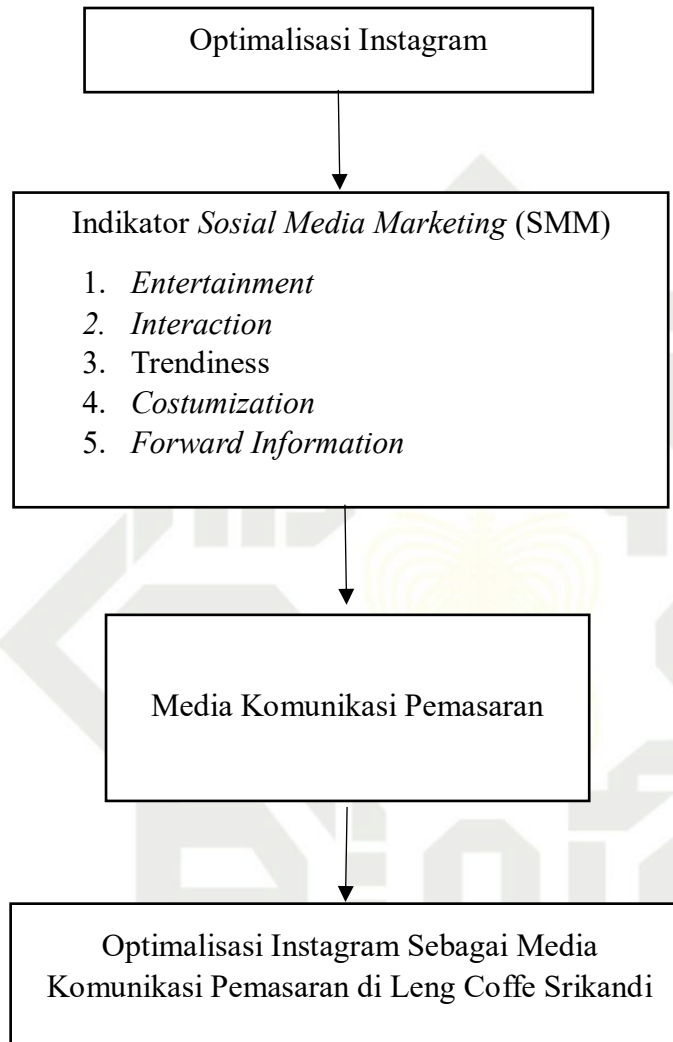 Optimalisasi Instagram
Indikator Sosial Media Marketing (SMM)
1. Entertainment
2. Interaction
3. Trendiness
4. Costumization
5. Forward Information
Media Komunikasi Pemasaran
Optimalisasi Instagram Sebagai Media
Komunikasi Pemasaran di Leng Coffe Srikandi